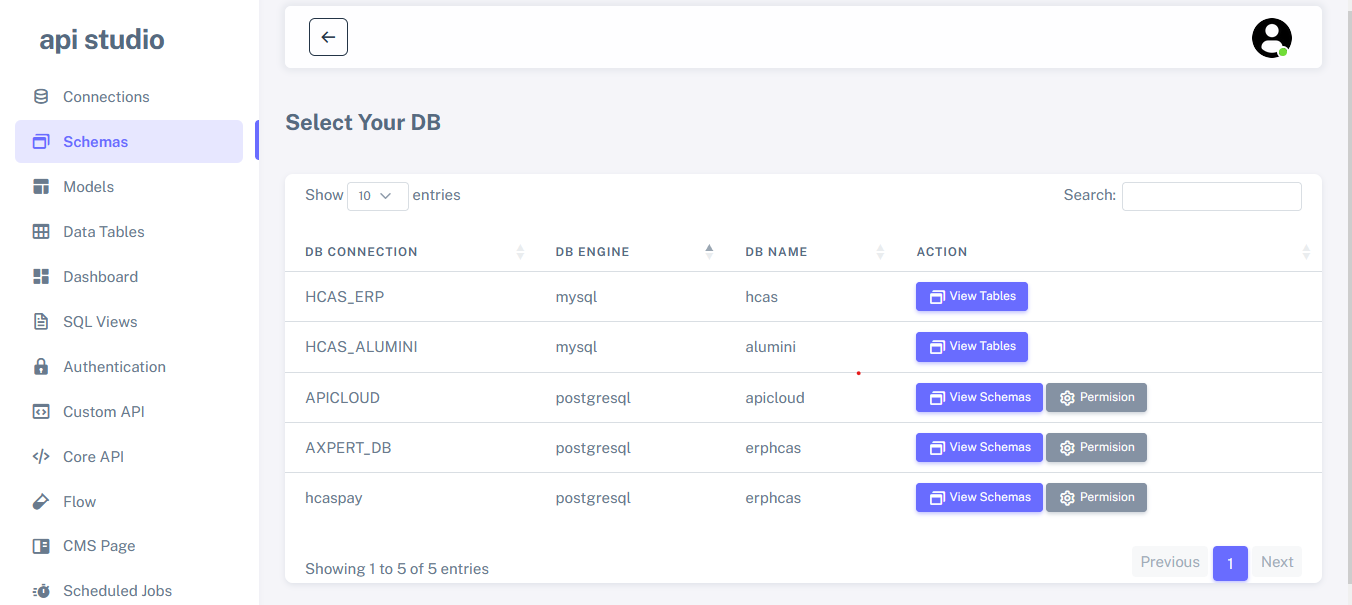 api studio
Connections
Schemas
Models
Data Tables
Dashboard
SQL Views
Authentication
Custom API
Core API
Flow
CMS Page
Scheduled Jobs
Select Your DB
Show 10 entries Search:
DB CONNECTION DB ENGINE DB NAME ACTION
HCAS_ERP mysql hcas View Tables
HCAS_ALUMINI mysql alumini View Tables
APICLOUD postgresql apicloud View Schemas Permision
AXPERT_DB postgresql erphcas View Schemas Permision
hcaspay postgresql erphcas View Schemas Permision
Showing 1 to 5 of 5 entries Previous 1 Next